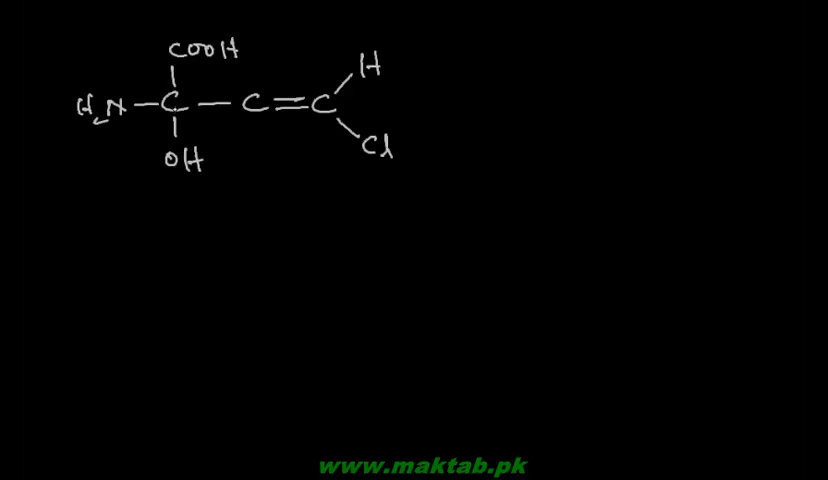 COOH
H
H₂N — C — C = C
Cl
OH
www.maktab.pk